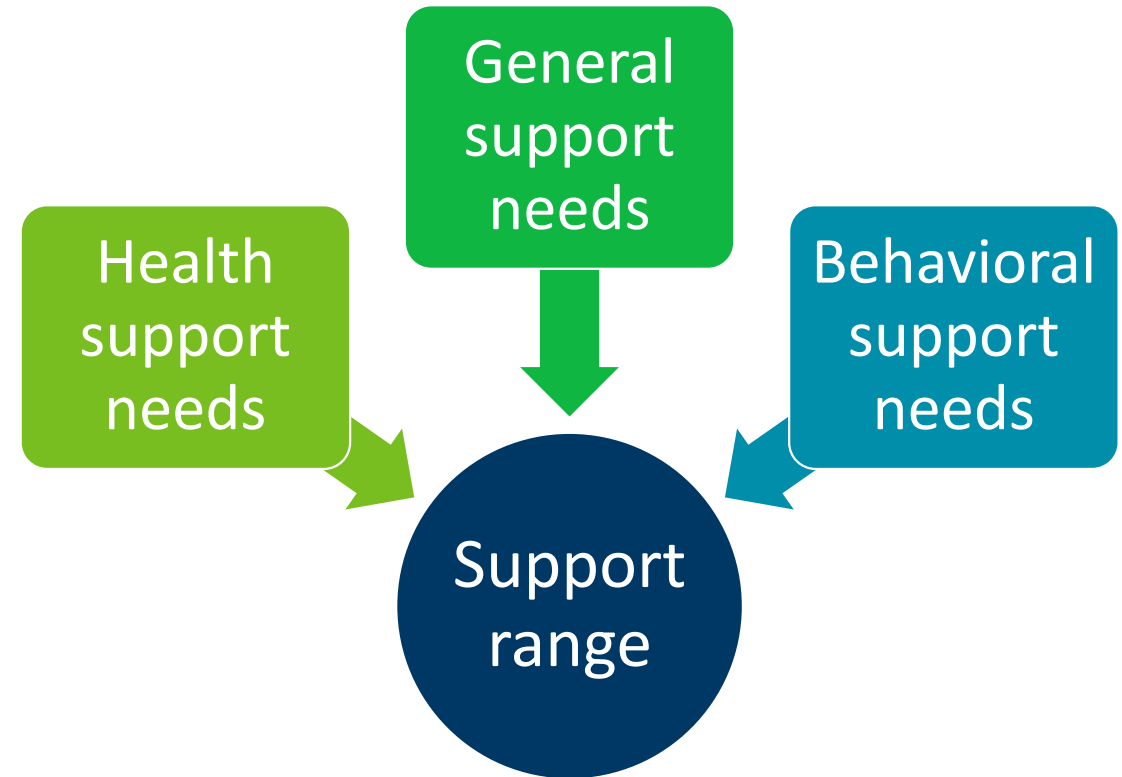 General
support
needs
Health
support
needs
Behavioral
support
needs
Support
range